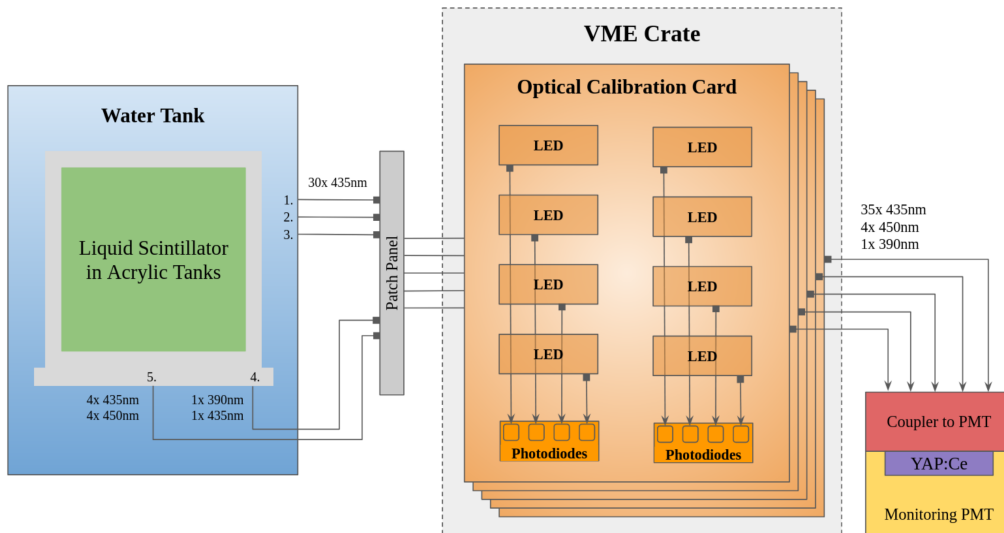 VME Crate
Optical Calibration Card
Water Tank
Liquid Scintillator
in Acrylic Tanks
1.
2.
3.
30x 435nm
5.
4.
4x 435nm
4x 450nm
1x 390nm
1x 435nm
Patch Panel
LED
LED
LED
LED
LED
LED
LED
LED
Photodiodes
Photodiodes
35x 435nm
4x 450nm
1x 390nm
Coupler to PMT
YAP:Ce
Monitoring PMT